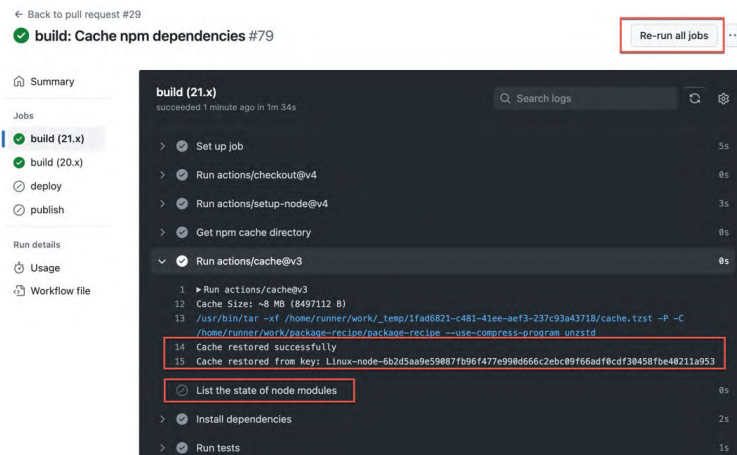 ← Back to pull request #29
build: Cache npm dependencies #79
Re-run all jobs
Summary
Jobs
build (21.x)
build (20.x)
deploy
publish
Run details
Usage
Workflow file
build (21.x)
succeeded 1 minute ago in 1m 34s
Search logs
Set up job 5s
Run actions/checkout@v4 0s
Run actions/setup-node@v4 3s
Get npm cache directory 0s
Run actions/cache@v3 0s
1 ▶Run actions/cache@v3
12 Cache Size: ~8 MB (8497112 B)
13 /usr/bin/tar -xf /home/runner/work/_temp/1fad6821-c481-41ee-aef3-237c93a43718/cache.tzst -P -C
/home/runner/work/package-recipe/package-recipe --use-compress-program unzstd
14 Cache restored successfully
15 Cache restored from key: Linux-node-6b2d5aa9e59087fb96f477e990d666c2ebc09f66adf0cdf30458fbe40211a953
List the state of node modules 0s
Install dependencies 2s
Run tests 1s